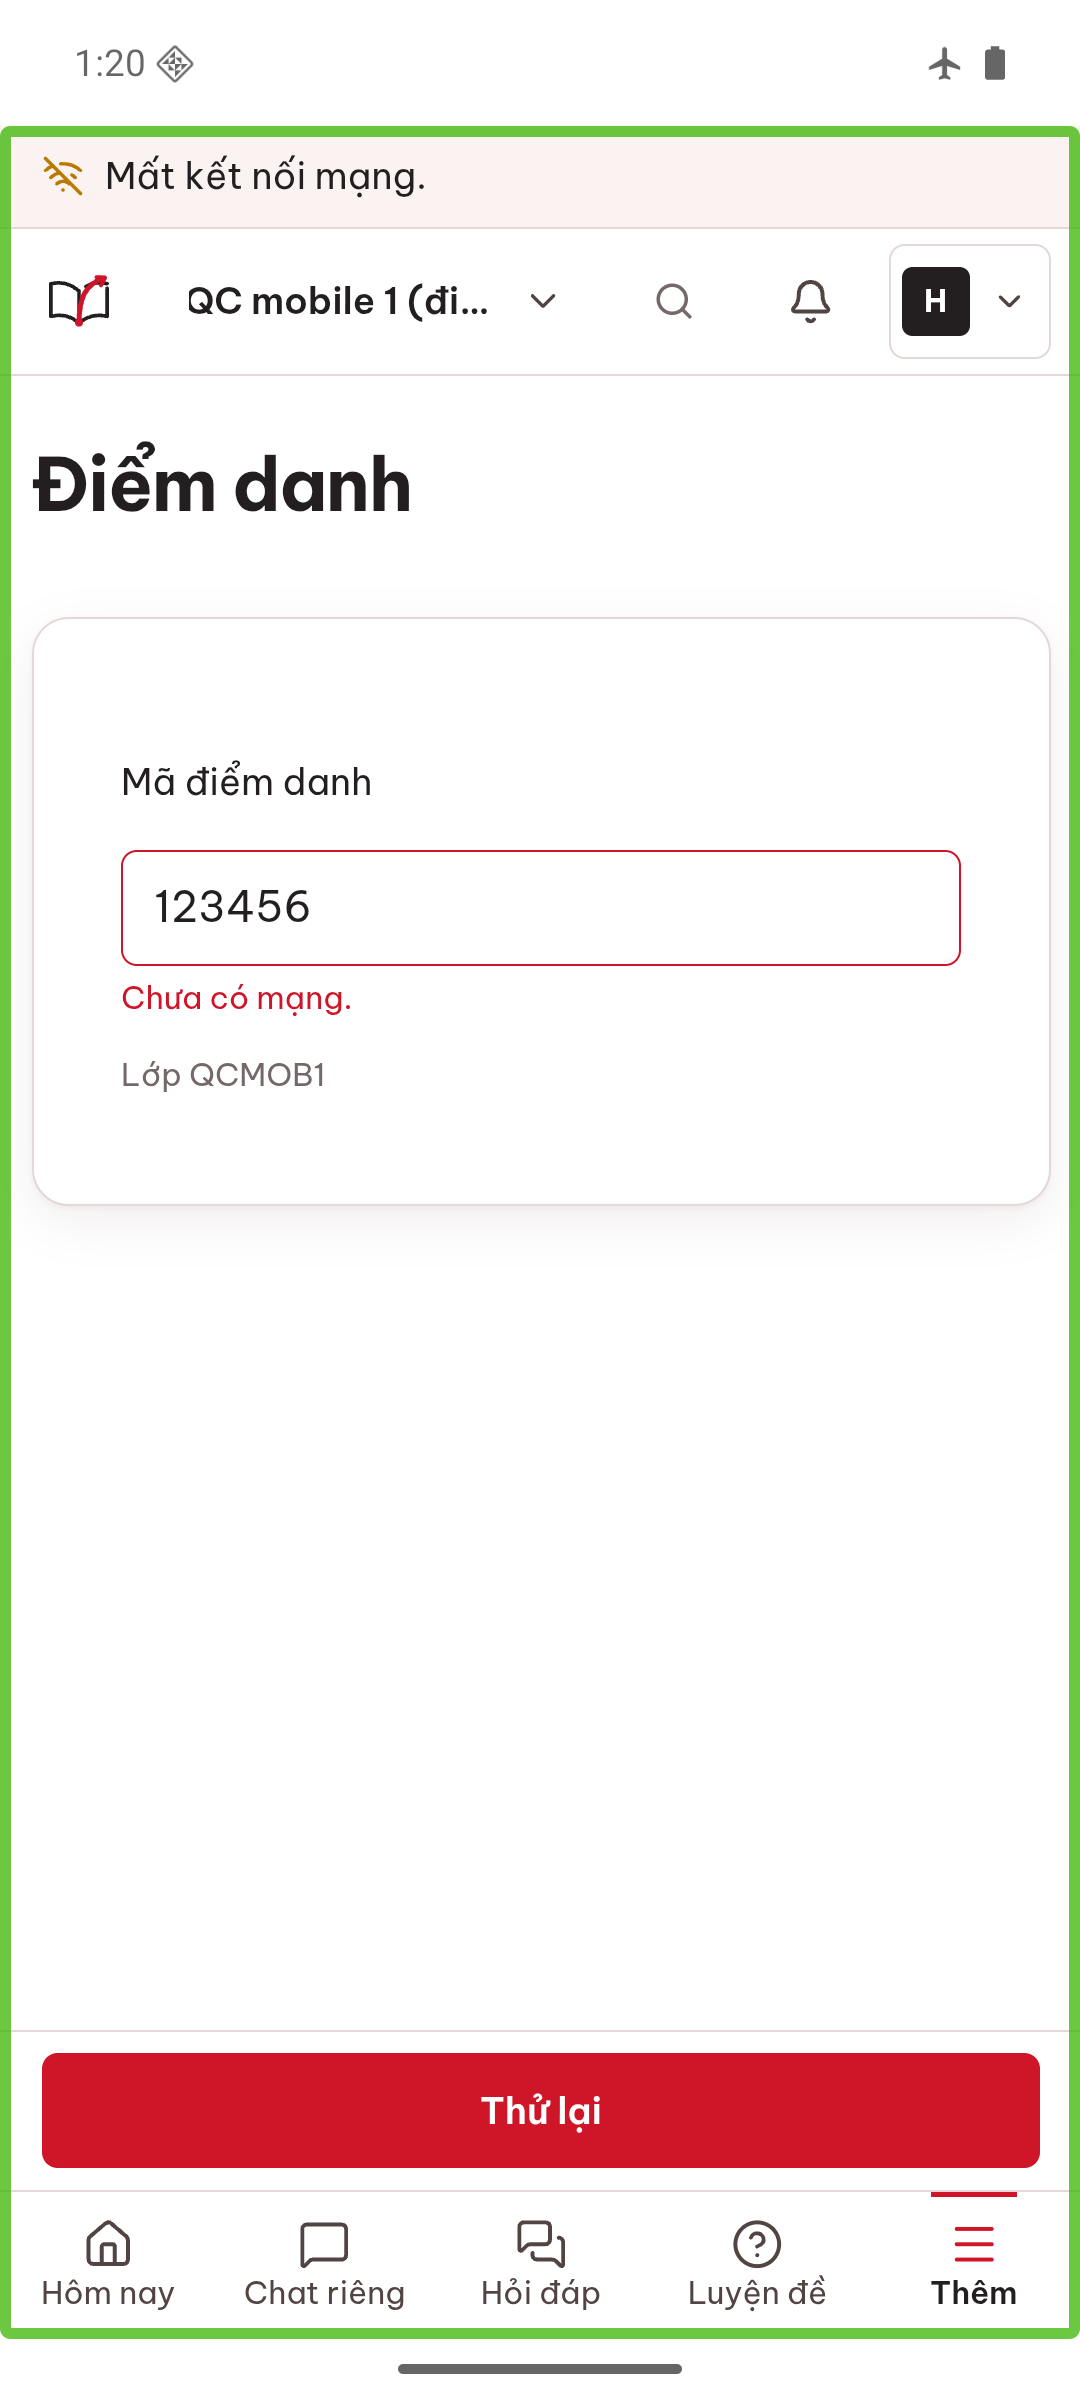 1:20
Mất kết nối mạng.
QC mobile 1 (đi...
H
Điểm danh
Mã điểm danh
123456
Chưa có mạng.
Lớp QCMOB1
Thử lại
Hôm nay
Chat riêng
Hỏi đáp
Luyện đề
Thêm